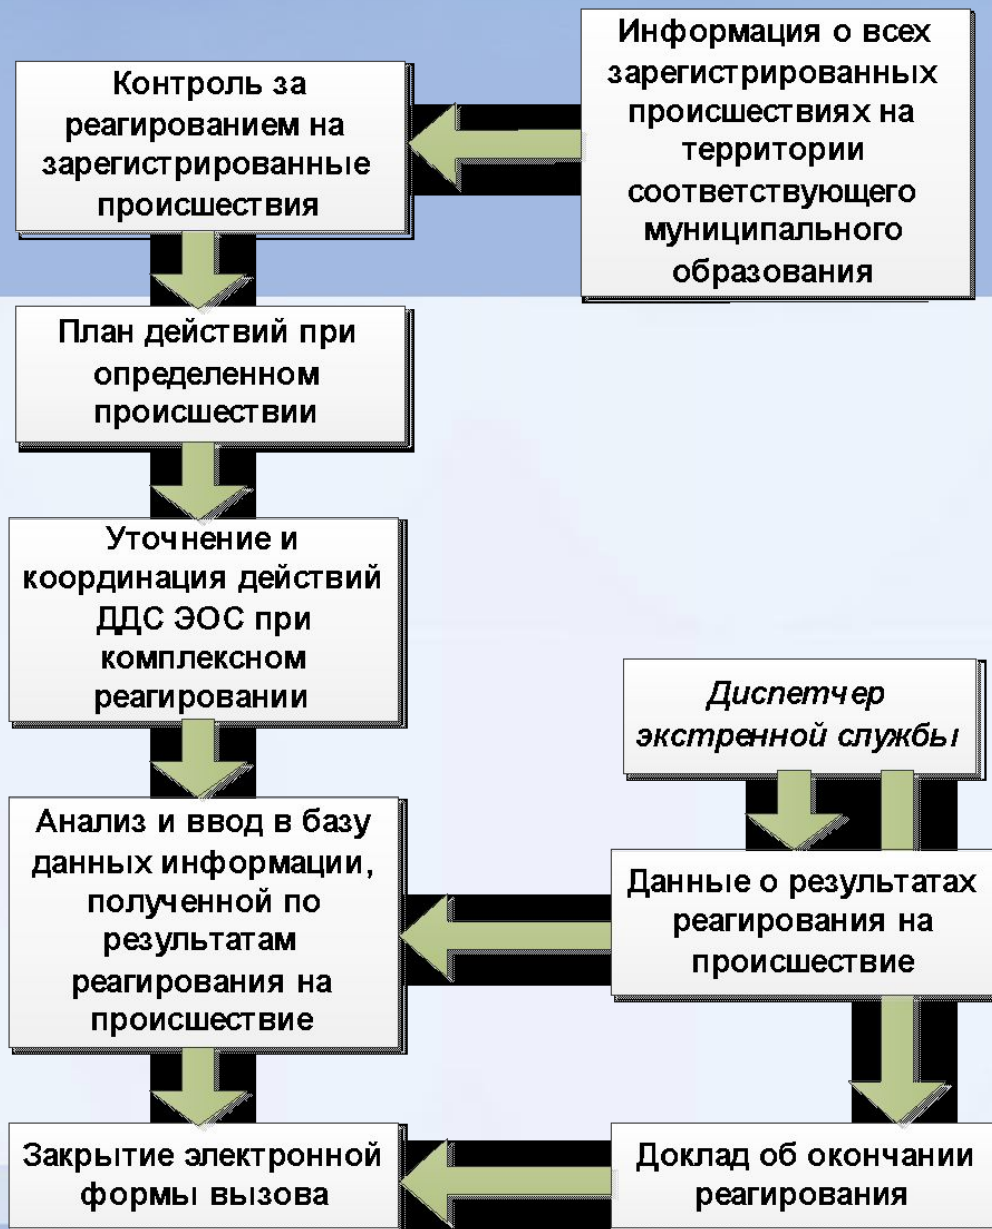 Информация о всех
зарегистрированных
происшествиях на
территории
соответствующего
муниципального
образования
Контроль за
реагированием на
зарегистрированные
происшествия
План действий при
определенном
происшествии
Уточнение и
координация действий
ДДС ЭОС при
комплексном
реагировании
Диспетчер
экстренной службы
Анализ и ввод в базу
данных информации,
полученной по
результатам
реагирования на
происшествие
Данные о результатах
реагирования на
происшествие
Закрытие электронной
формы вызова
Доклад об окончании
реагирования